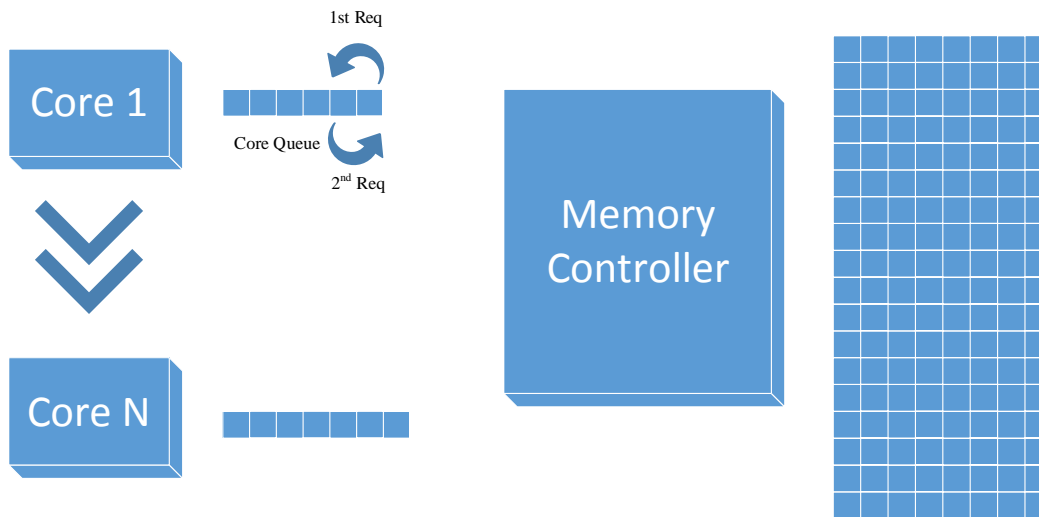 1st Req
Core 1
Core Queue
2nd Req
Memory
Controller
Core N